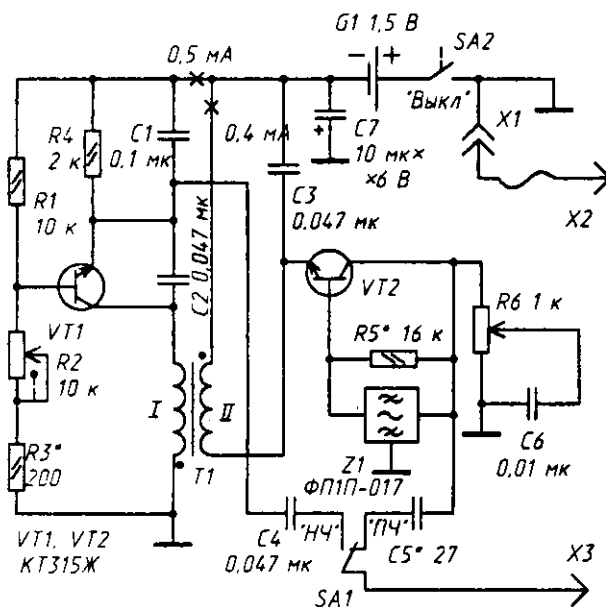 G1 1,5 В
− +
SA2
0,5 мА
"Выкл"
X1
R4
2 к
C1
0,1 мк
0,4 мА
C7
10 мк×
×6 В
X2
R1
10 к
C2 0,047 мк
C3
0,047 мк
VT1
VT2
R6 1 к
R5* 16 к
R2
10 к
I
II
T1
R3*
200
Z1
ФП1П-017
C6
0,01 мк
VT1, VT2
КТ315Ж
C4
0,047 мк
"НЧ"
"ПЧ"
C5* 27
X3
SA1